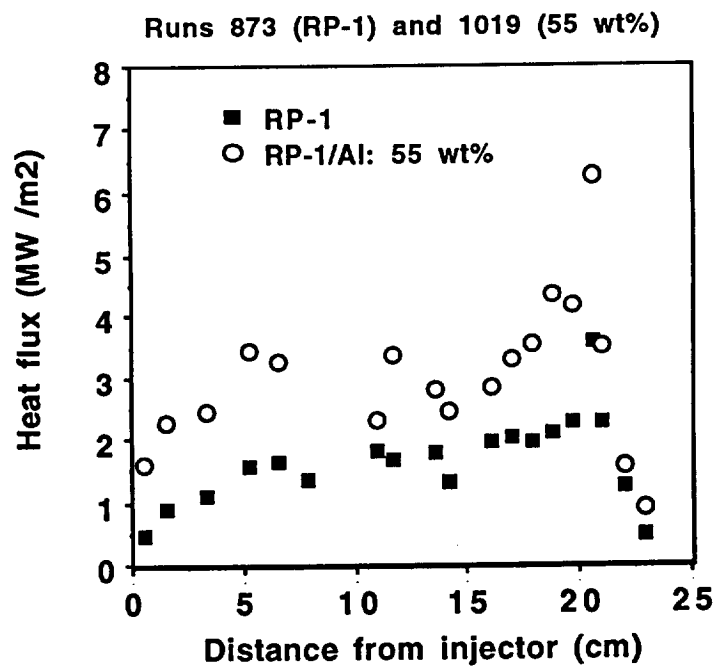 Runs 873 (RP-1) and 1019 (55 wt%)
8
7
6
5
4
3
2
1
0
Heat flux (MW /m2)
RP-1
RP-1/Al: 55 wt%
0 5 10 15 20 25
Distance from injector (cm)